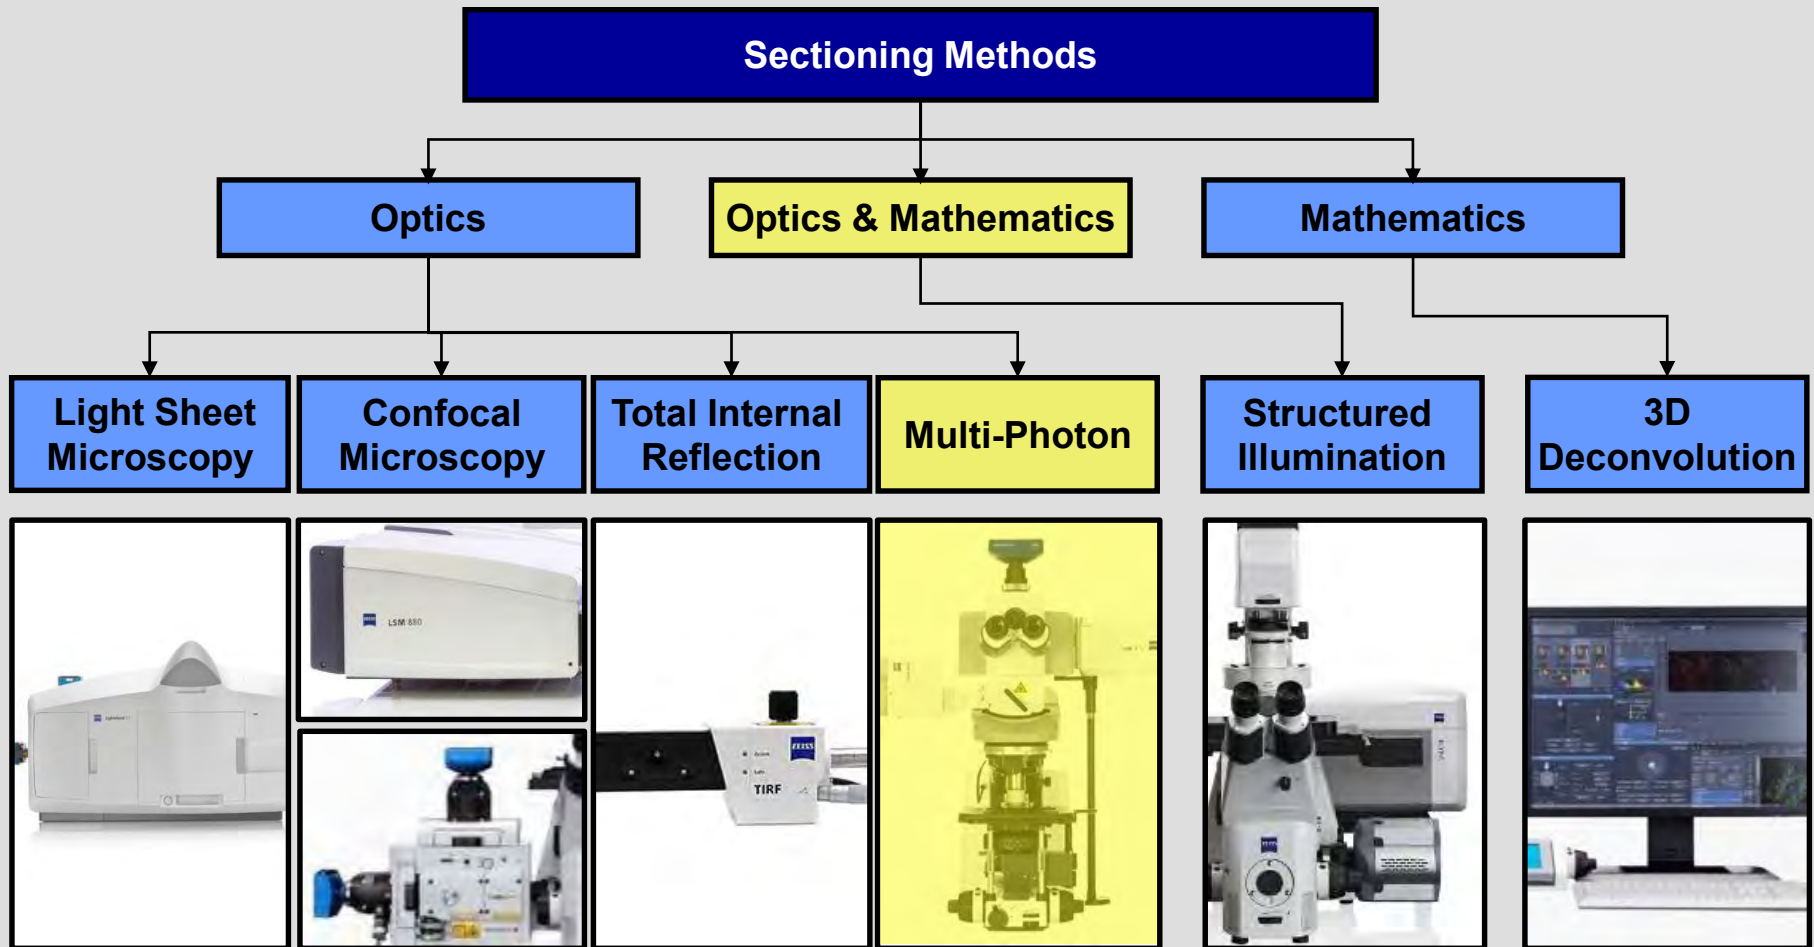 Sectioning Methods
Optics
Optics & Mathematics
Mathematics
Light Sheet
Microscopy
Confocal
Microscopy
Total Internal
Reflection
Multi-Photon
Structured
Illumination
3D
Deconvolution
LSM 880
ZEISS
TIRF